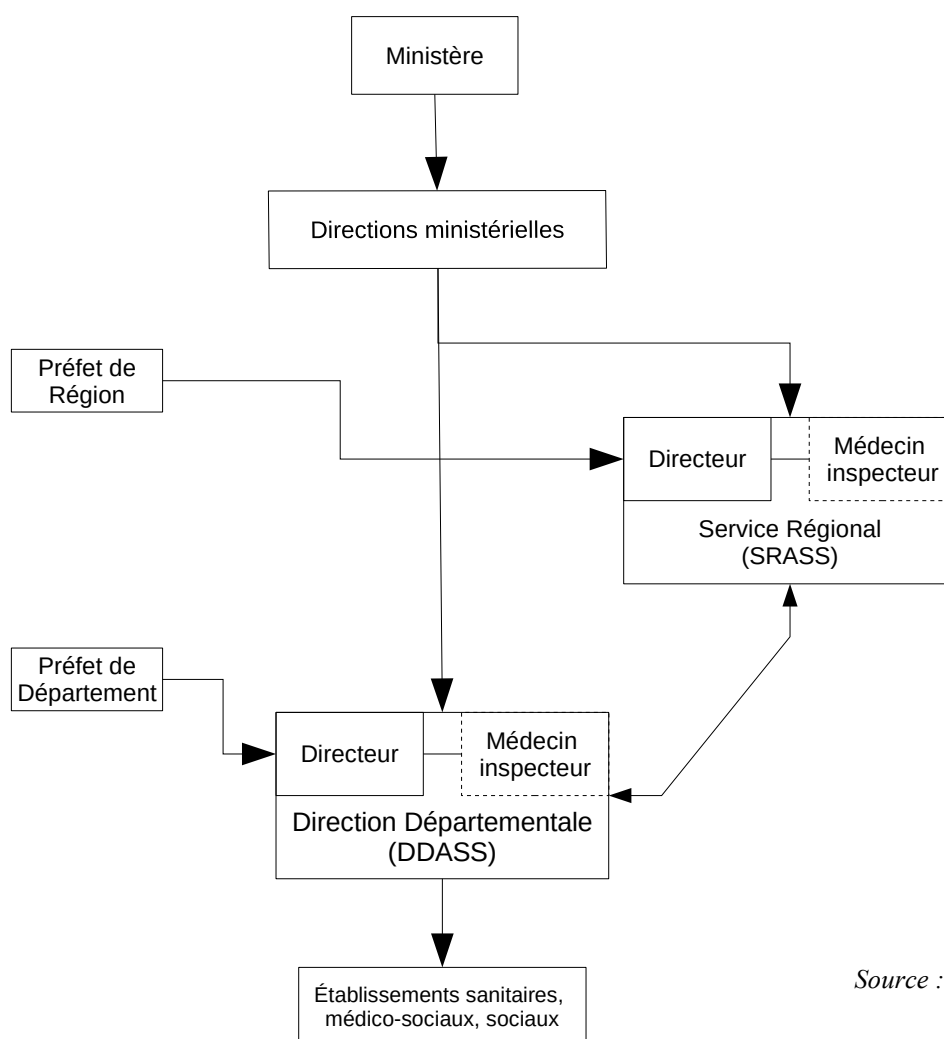 Ministère
Directions ministérielles
Préfet de
Région
Directeur
Médecin
inspecteur
Service Régional
(SRASS)
Préfet de
Département
Directeur
Médecin
inspecteur
Direction Départementale
(DDASS)
Établissements sanitaires,
médico-sociaux, sociaux
Source :